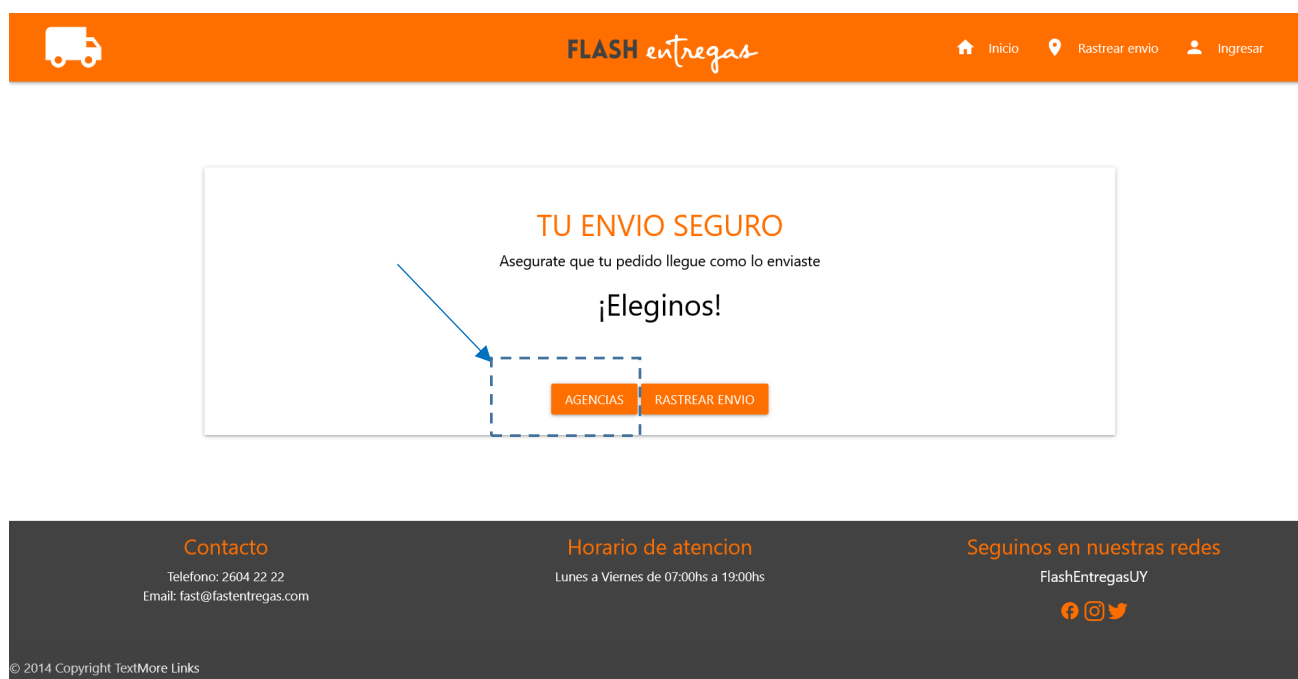 FLASH entregas
Inicio
Rastrear envio
Ingresar
TU ENVIO SEGURO
Asegurate que tu pedido llegue como lo enviaste
¡Eleginos!
AGENCIAS
RASTREAR ENVIO
Contacto
Telefono: 2604 22 22
Email: fast@fastentregas.com
Horario de atencion
Lunes a Viernes de 07:00hs a 19:00hs
Seguinos en nuestras redes
FlashEntregasUY
© 2014 Copyright TextMore Links